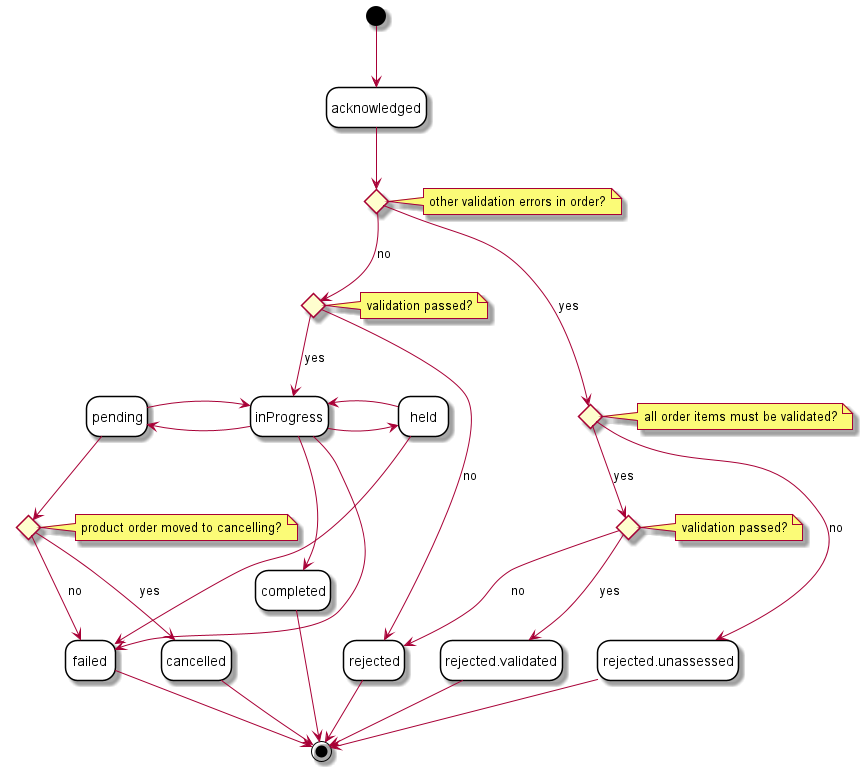 acknowledged
other validation errors in order?
no
validation passed?
yes
yes
pending
inProgress
held
all order items must be validated?
no
yes
product order moved to cancelling?
validation passed?
no
no
yes
completed
no
yes
failed
cancelled
rejected
rejected.validated
rejected.unassessed